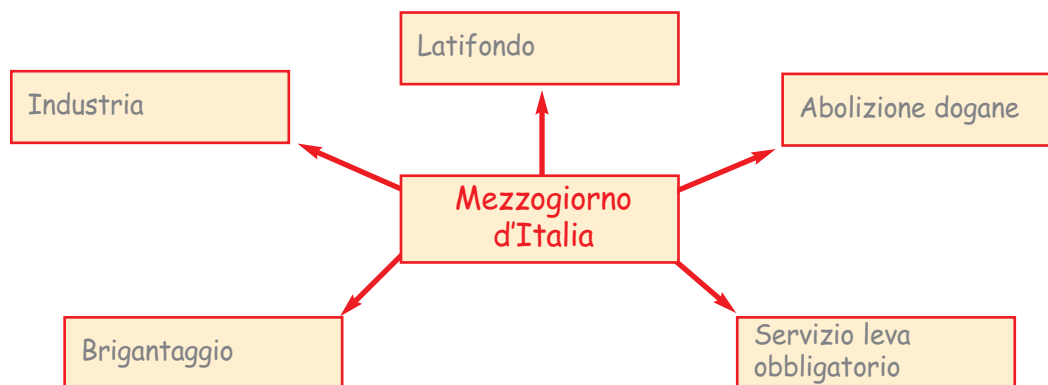 Latifondo
Industria
Abolizione dogane
Mezzogiorno
d'Italia
Brigantaggio
Servizio leva
obbligatorio